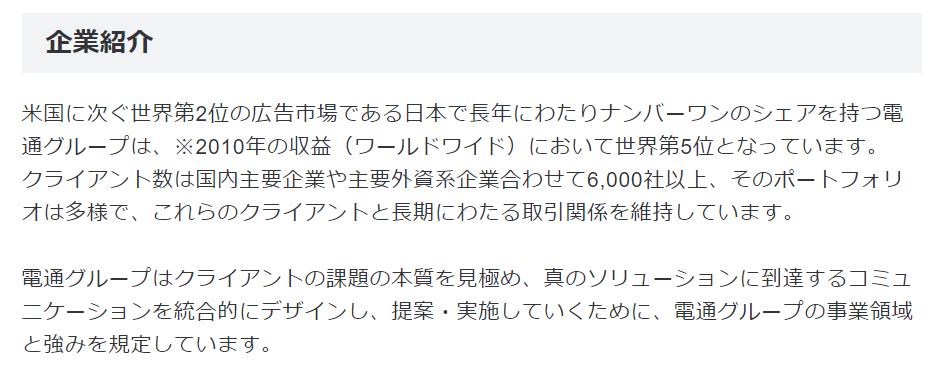 企業紹介
米国に次ぐ世界第2位の広告市場である日本で長年にわたりナンバーワンのシェアを持つ電
通グループは、※2010年の収益（ワールドワイド）において世界第5位となっています。
クライアント数は国内主要企業や主要外資系企業合わせて6,000社以上、そのポートフォリ
オは多様で、これらのクライアントと長期にわたる取引関係を維持しています。
電通グループはクライアントの課題の本質を見極め、真のソリューションに到達するコミュ
ニケーションを統合的にデザインし、提案・実施していくために、電通グループの事業領域
と強みを規定しています。